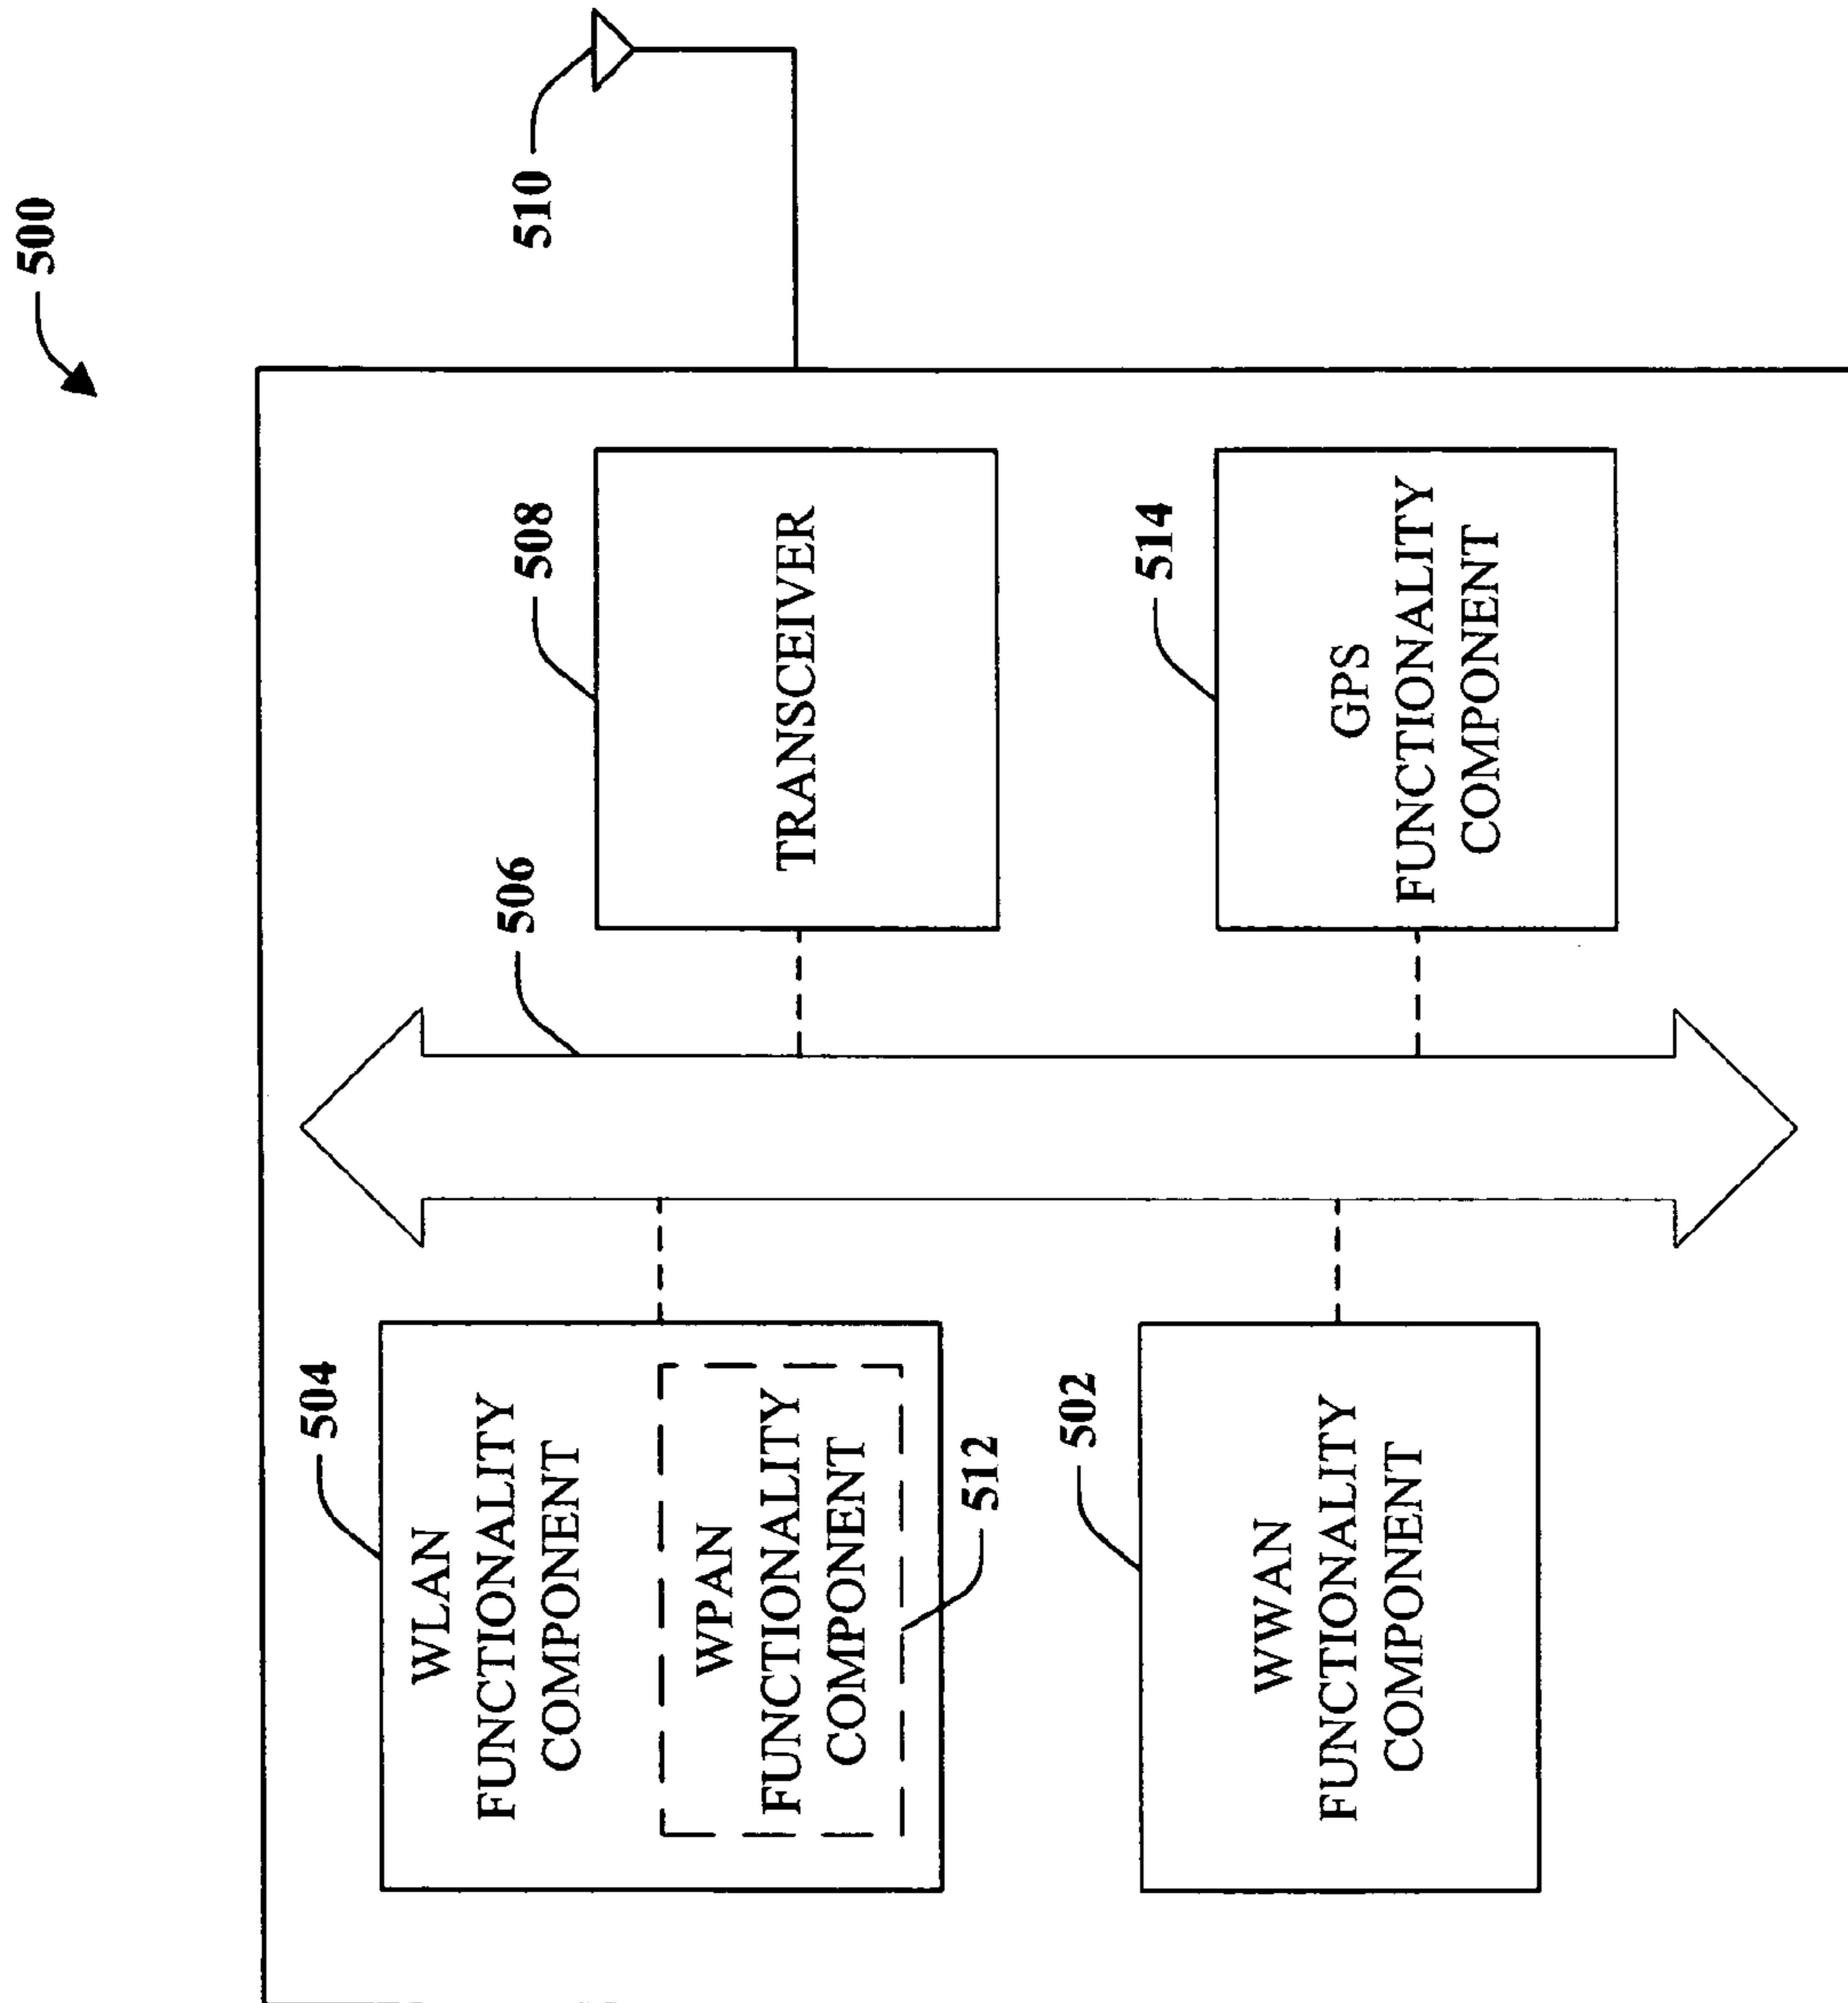 500
510
504
WLAN
FUNCTIONALITY
COMPONENT
WPAN
FUNCTIONALITY
COMPONENT
512
506
508
TRANSCEIVER
502
WWAN
FUNCTIONALITY
COMPONENT
514
GPS
FUNCTIONALITY
COMPONENT